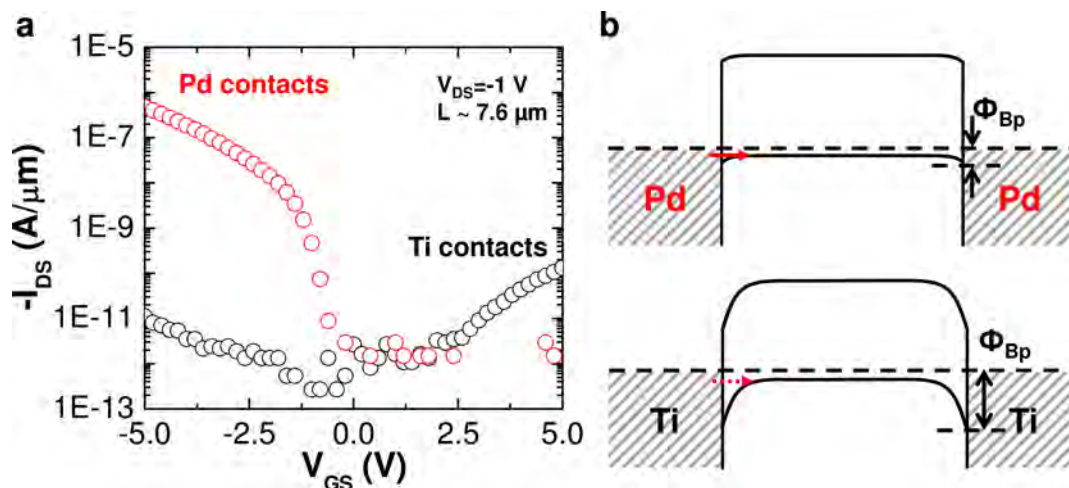 a
1E-5
1E-7
1E-9
1E-11
1E-13
-I_DS (A/µm)
Pd contacts
V_DS=-1 V
L ~ 7.6 µm
Ti contacts
-5.0
-2.5
0.0
2.5
5.0
V_GS (V)
b
Φ_Bp
Pd
Pd
Φ_Bp
Ti
Ti